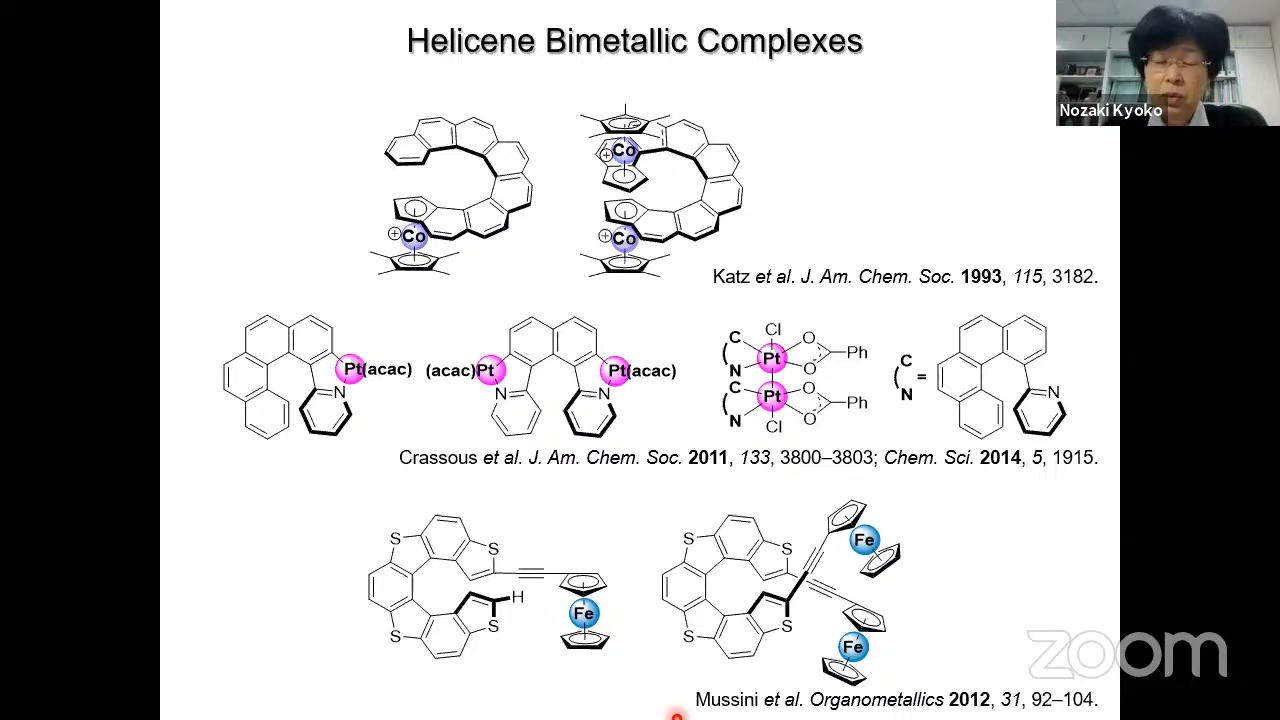 Helicene Bimetallic Complexes
Nozaki Kyoko
Co
Co
Co
Katz et al. J. Am. Chem. Soc. 1993, 115, 3182.
Pt(acac)
N
(acac)Pt
Pt(acac)
N
N
Cl
C
Pt
O
O
Ph
N
C
Pt
O
O
Ph
N
Cl
C
N
=
N
Crassous et al. J. Am. Chem. Soc. 2011, 133, 3800–3803; Chem. Sci. 2014, 5, 1915.
S
S
H
S
S
Fe
S
S
S
S
Fe
Fe
zoom
Mussini et al. Organometallics 2012, 31, 92–104.